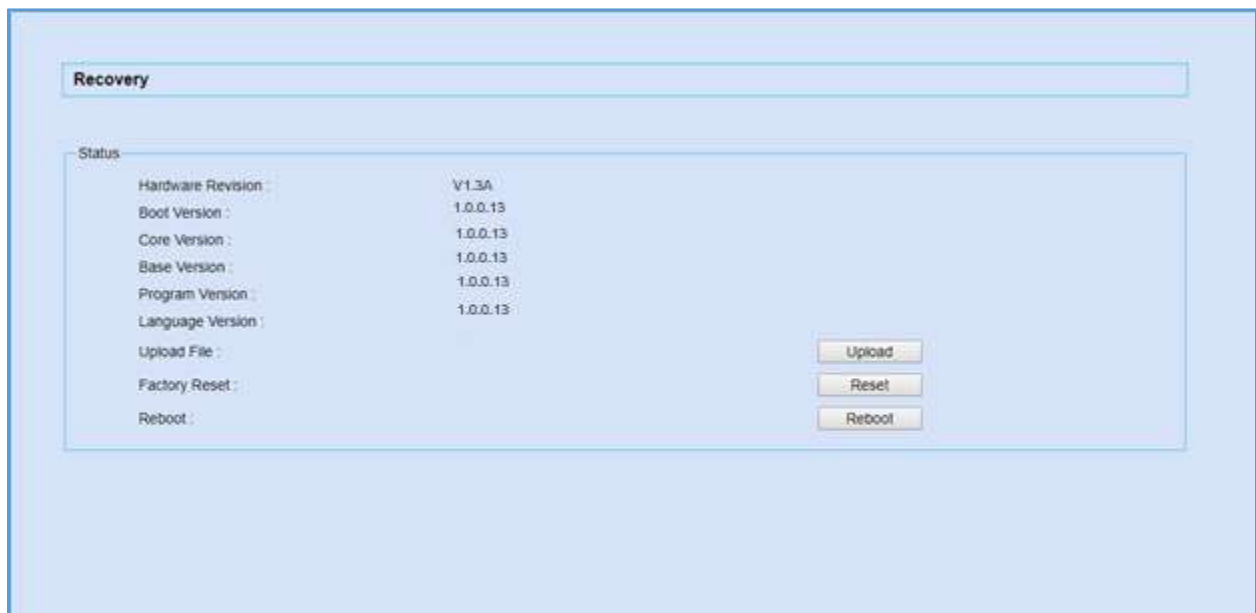 Recovery
Status
Hardware Revision : V1.3A
Boot Version : 1.0.0.13
Core Version : 1.0.0.13
Base Version : 1.0.0.13
Program Version : 1.0.0.13
Language Version : 1.0.0.13
Upload File : Upload
Factory Reset : Reset
Reboot : Reboot